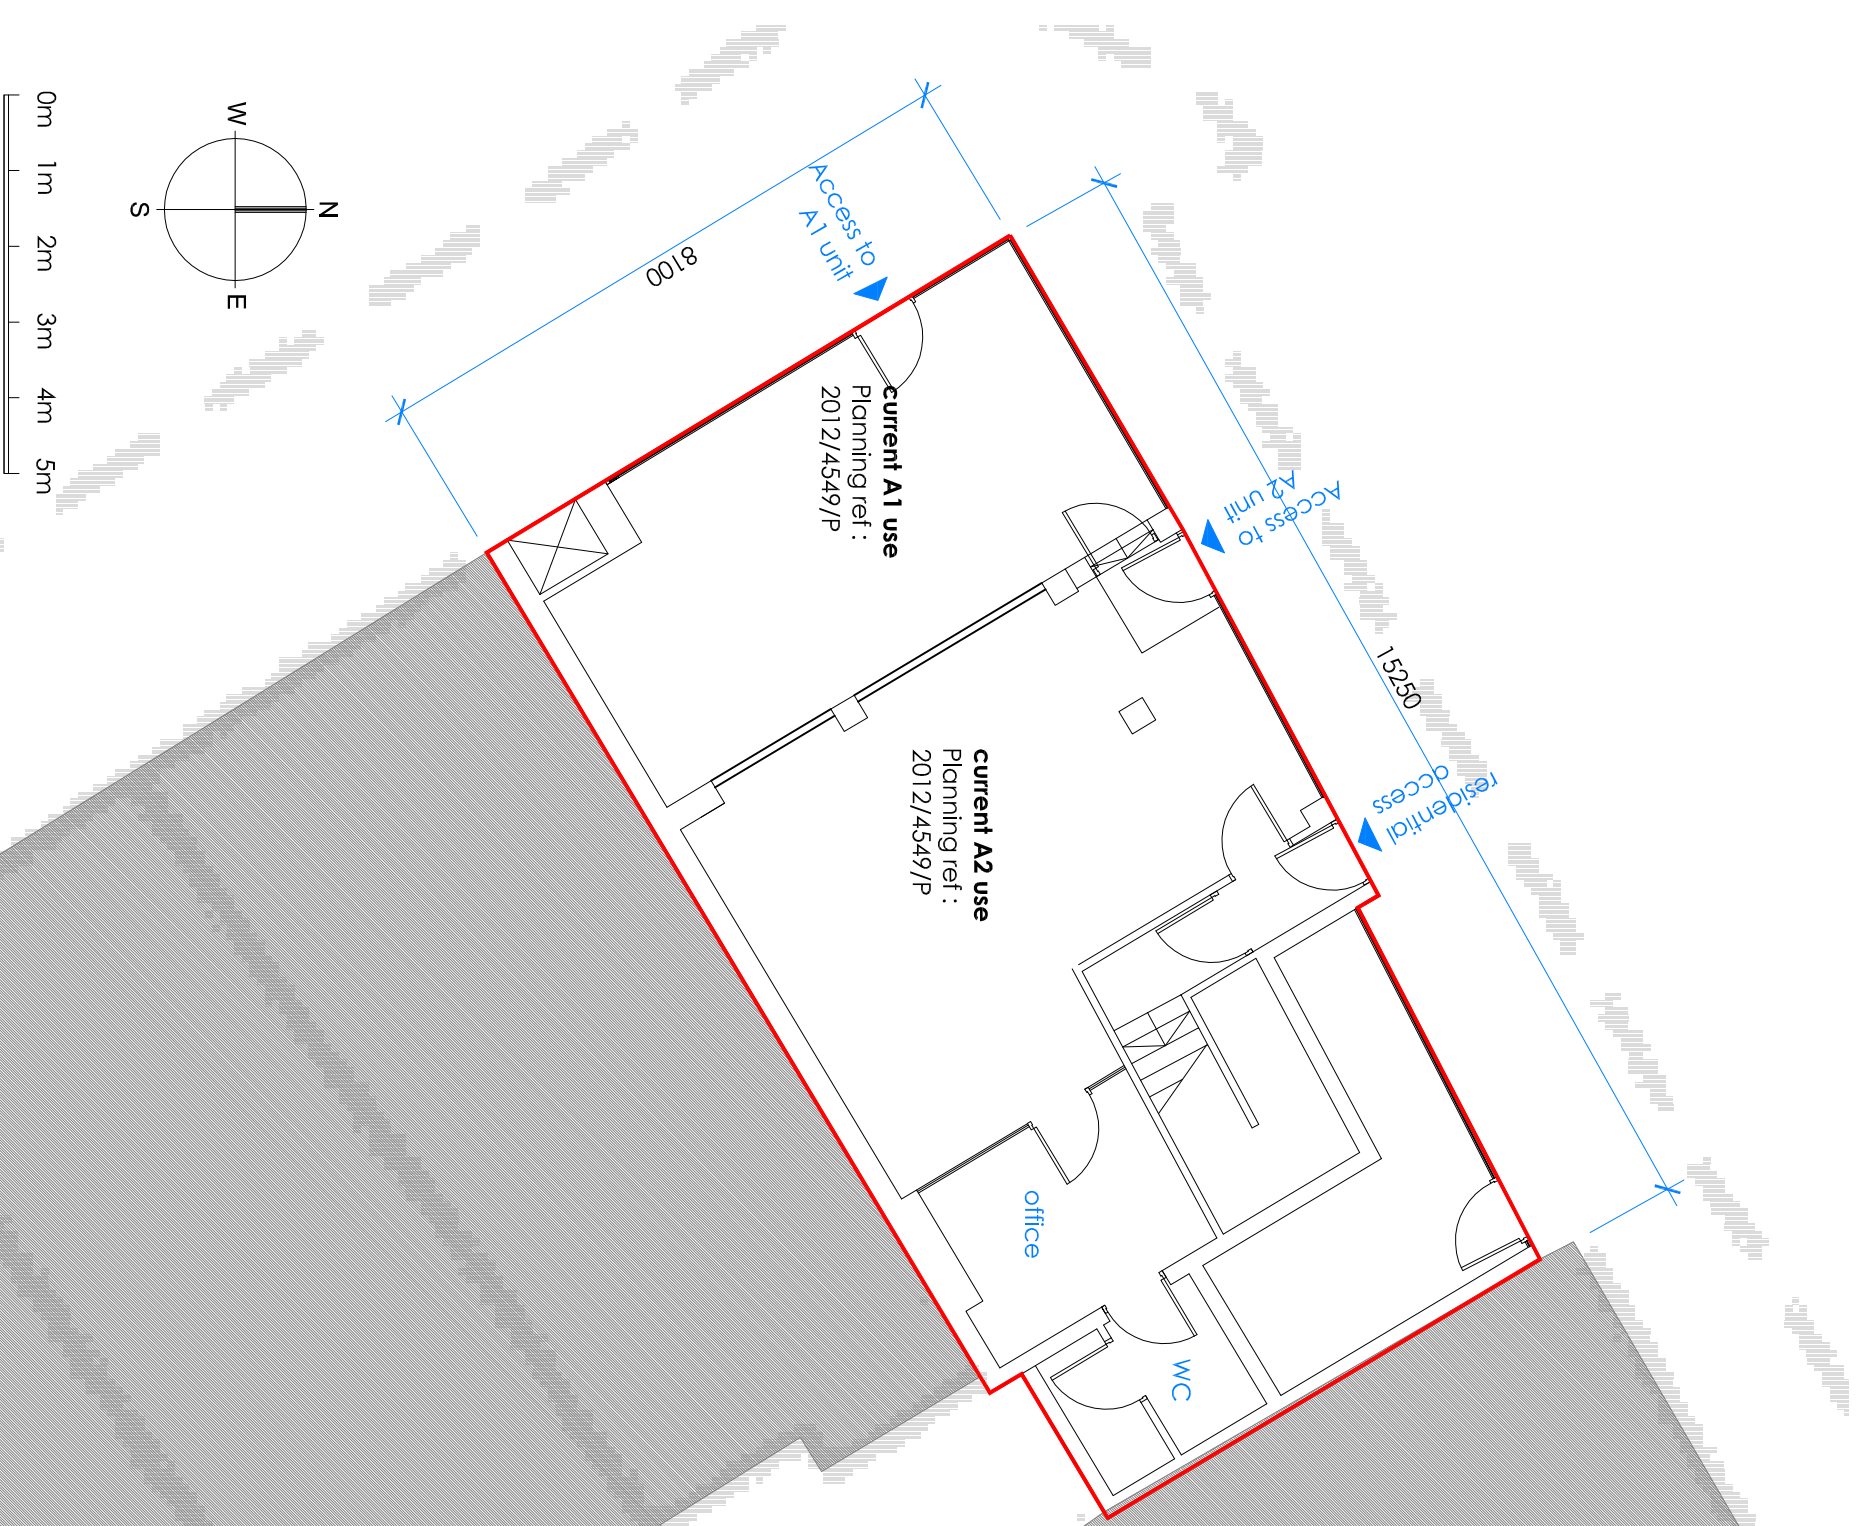 0m
1m
2m
3m
4m
5m
W
N
S
E
8100
Access to
A1 unit
current A1 use
Planning ref :
2012/4549/P
Access to
A2 unit
15250
residential
access
current A2 use
Planning ref :
2012/4549/P
office
WC